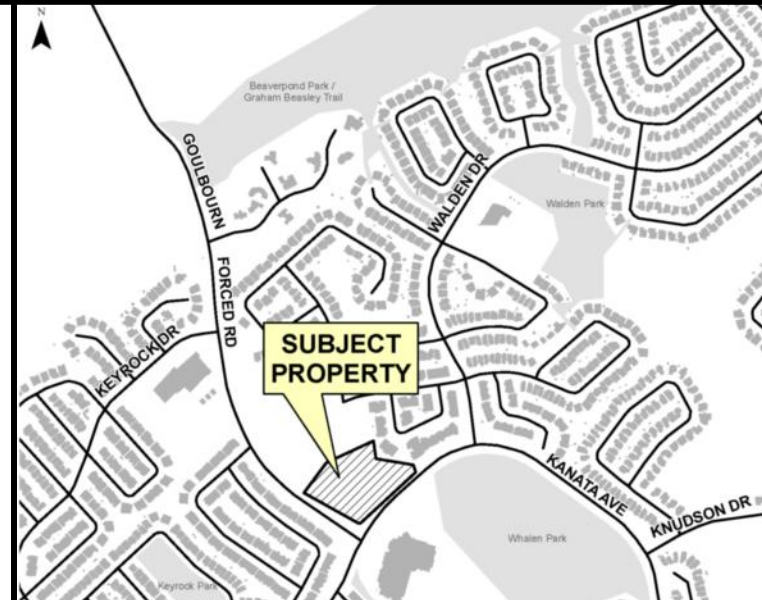 N
Beaverpond Park /
Graham Beasley Trail
GOULBOURN
FORCED RD
WALDEN DR
Walden Park
KEYROCK DR
SUBJECT
PROPERTY
KANATA AVE
KNUDSON DR
Whalen Park
Keyrock Park